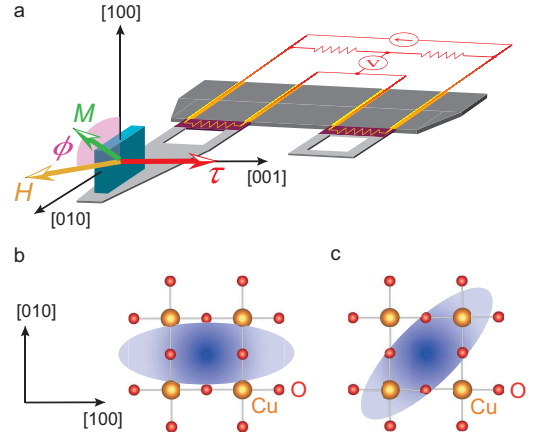 a
[100]
V
M
ϕ
H
τ
[001]
[010]
b
c
[010]
[100]
Cu
O
Cu
O